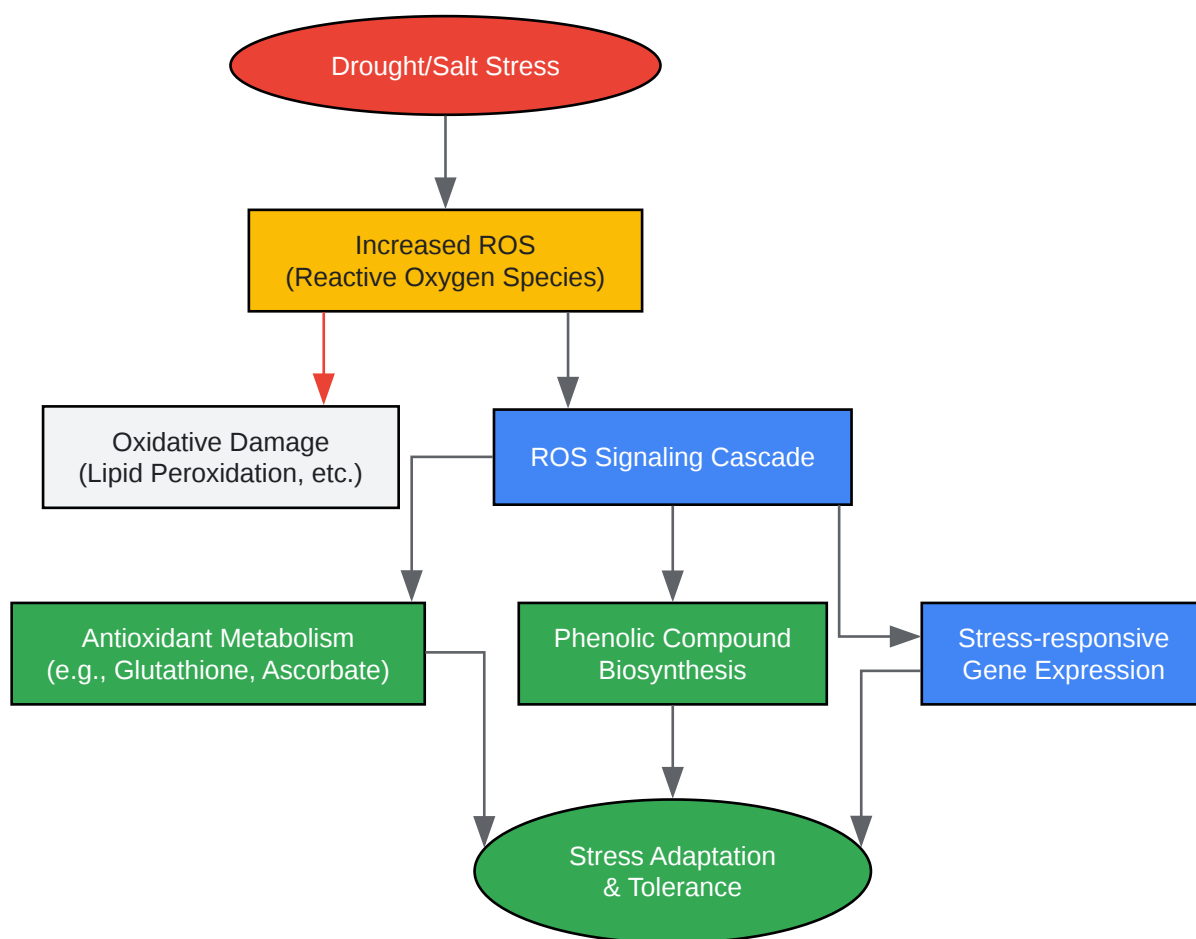 Drought/Salt Stress
Increased ROS
(Reactive Oxygen Species)
Oxidative Damage
(Lipid Peroxidation, etc.)
ROS Signaling Cascade
Antioxidant Metabolism
(e.g., Glutathione, Ascorbate)
Phenolic Compound
Biosynthesis
Stress-responsive
Gene Expression
Stress Adaptation
& Tolerance